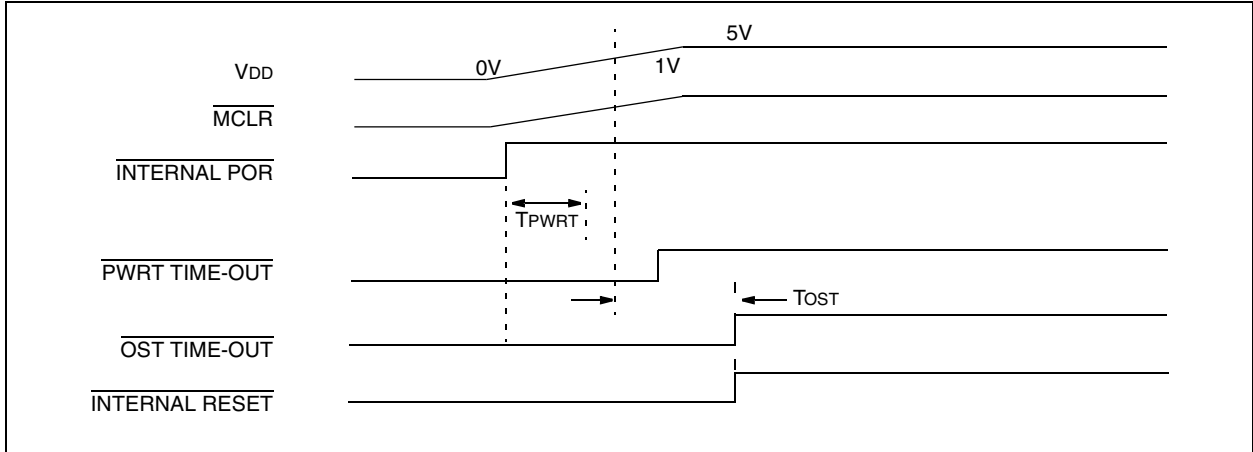 5V
VDD 0V 1V
MCLR
INTERNAL POR
TPWRT
PWRT TIME-OUT
TOST
OST TIME-OUT
INTERNAL RESET